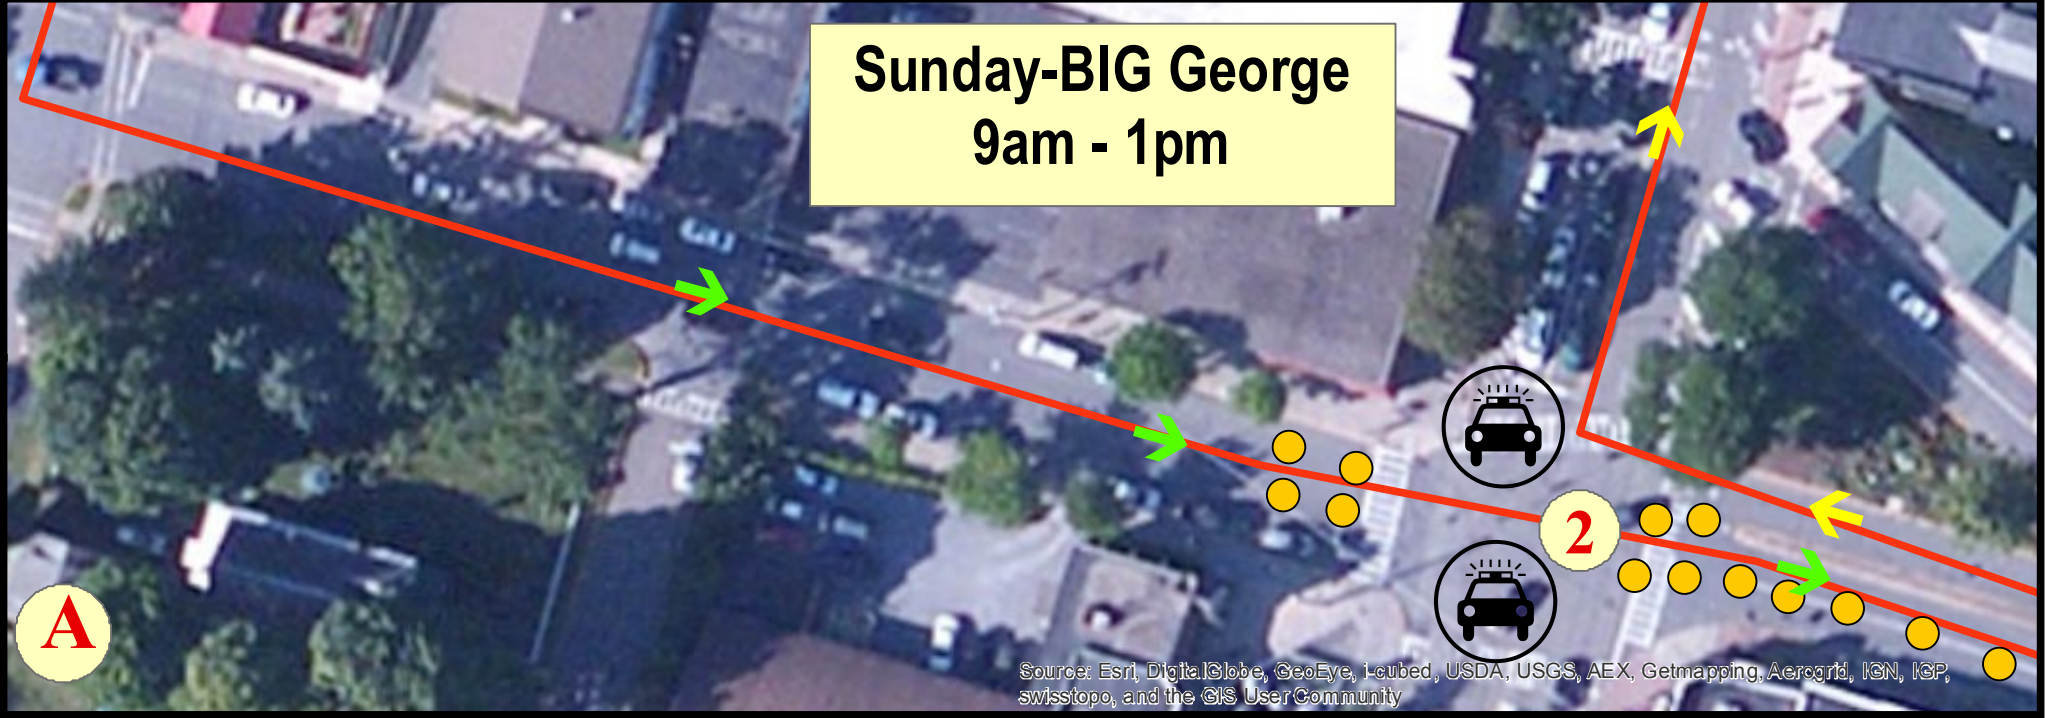 Sunday-BIG George
9am - 1pm
2
A
Source: Esri, DigitalGlobe, GeoEye, i-cubed, USDA, USGS, AEX, Getmapping, Aerogrid, IGN, IGP,
swisstopo, and the GIS User Community